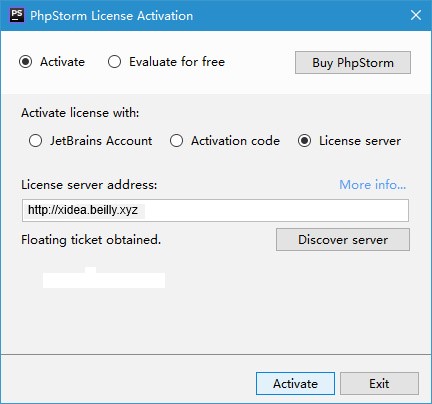 PS PhpStorm License Activation
Activate Evaluate for free Buy PhpStorm
Activate license with:
JetBrains Account Activation code License server
License server address: More info...
http://xidea.beilly.xyz
Floating ticket obtained. Discover server
Activate Exit